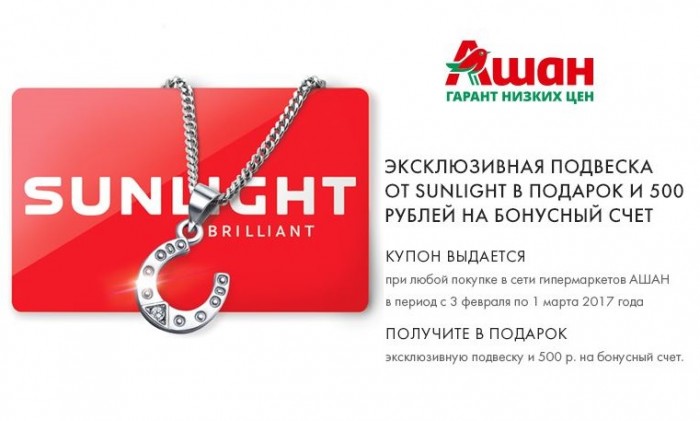 SUNLIGHT
BRILLIANT
Ашан
ГАРАНТ НИЗКИХ ЦЕН
ЭКСКЛЮЗИВНАЯ ПОДВЕСКА
ОТ SUNLIGHT В ПОДАРОК И 500
РУБЛЕЙ НА БОНУСНЫЙ СЧЕТ
КУПОН ВЫДАЕТСЯ
при любой покупке в сети гипермаркетов АШАН
в период с 3 февраля по 1 марта 2017 года
ПОЛУЧИТЕ В ПОДАРОК
эксклюзивную подвеску и 500 р. на бонусный счет.